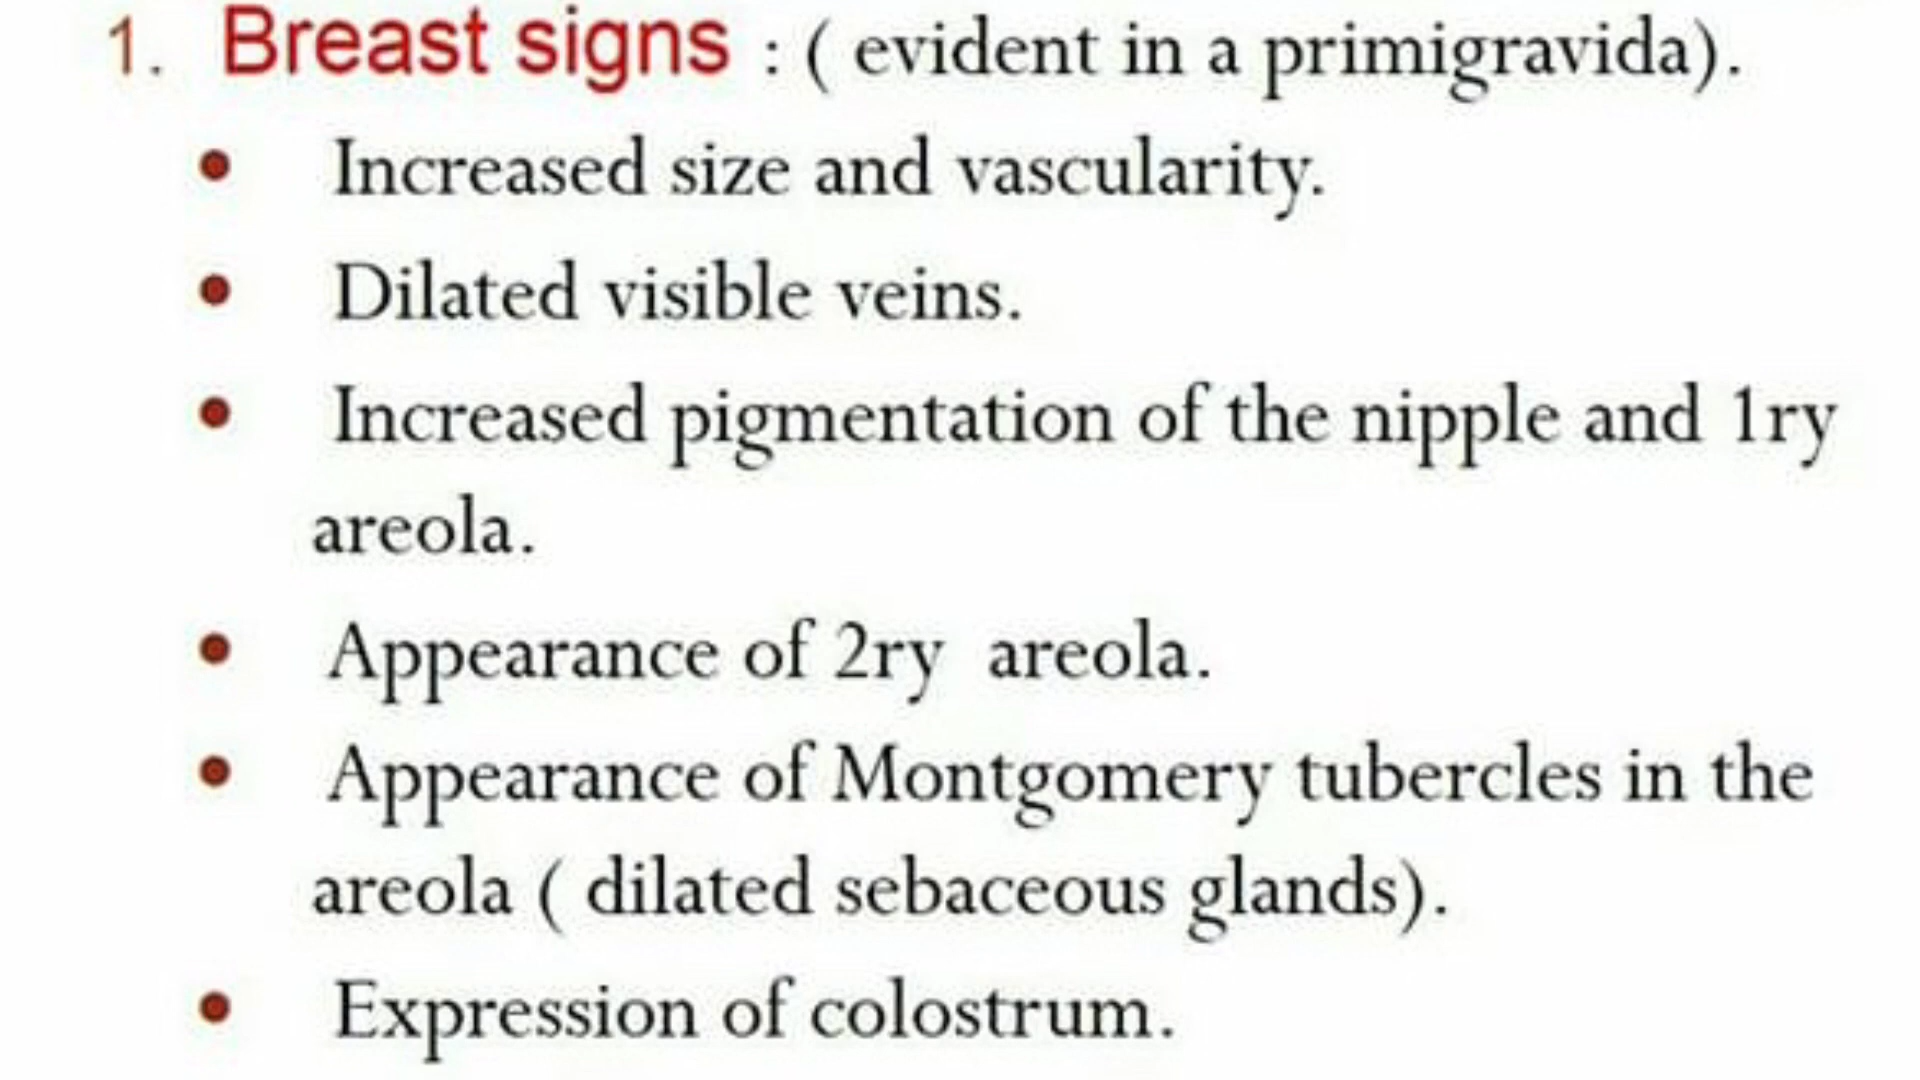 1. Breast signs : ( evident in a primigravida).
• Increased size and vascularity.
• Dilated visible veins.
• Increased pigmentation of the nipple and 1ry
areola.
• Appearance of 2ry areola.
• Appearance of Montgomery tubercles in the
areola ( dilated sebaceous glands).
• Expression of colostrum.